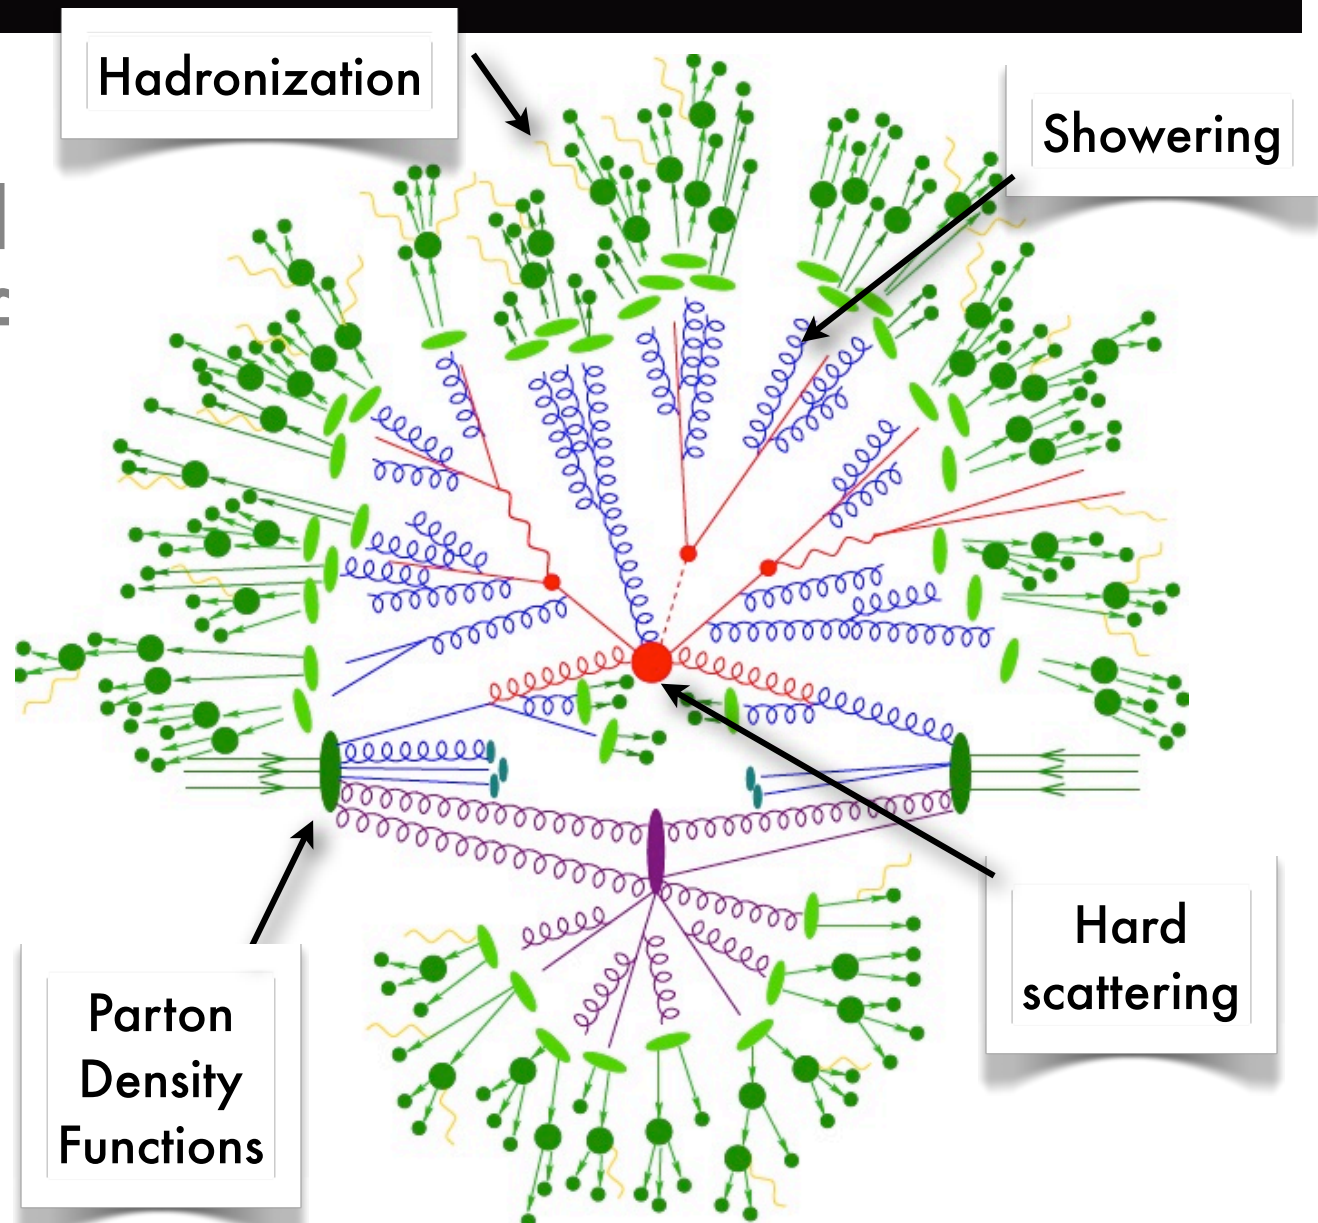 Hadronization
Showering
Hard
scattering
Parton
Density
Functions